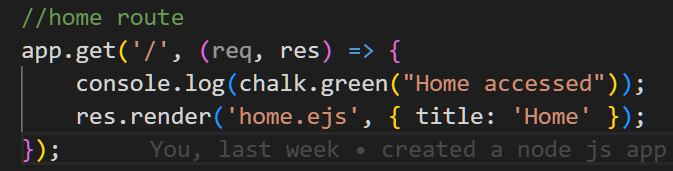 //home route
app.get('/', (req, res) => {
    console.log(chalk.green("Home accessed"));
    res.render('home.ejs', { title: 'Home' });
});       You, last week • created a node js app